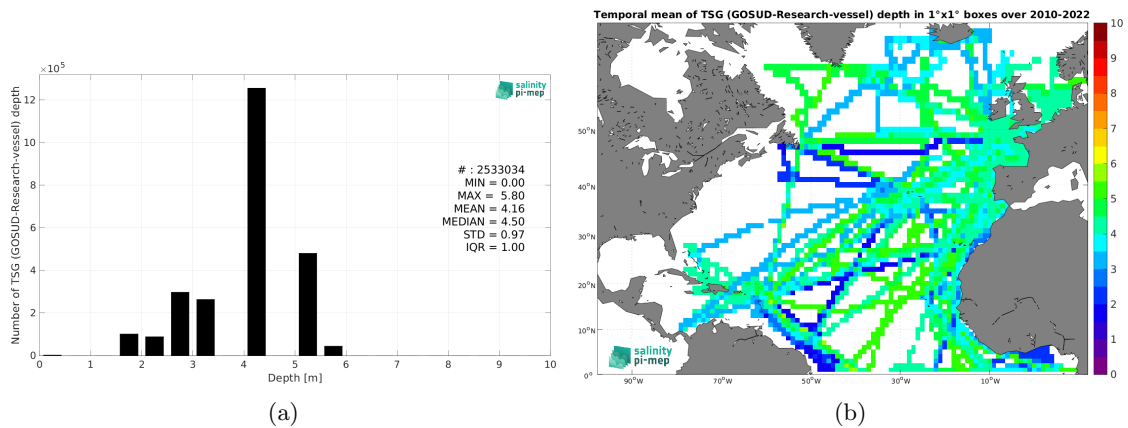 Temporal mean of TSG (GOSUD-Research-vessel) depth in 1°x1° boxes over 2010-2022
×10⁵
Number of TSG (GOSUD-Research-vessel) depth
12
10
8
6
4
2
0
0 1 2 3 4 5 6 7 8 9 10
Depth [m]
salinity
pi-mep
# : 2533034
MIN = 0.00
MAX = 5.80
MEAN = 4.16
MEDIAN = 4.50
STD = 0.97
IQR = 1.00
(a)
50°N
40°N
30°N
20°N
10°N
0°
90°W 70°W 50°W 30°W 10°W
salinity
pi-mep
10
9
8
7
6
5
4
3
2
1
0
(b)